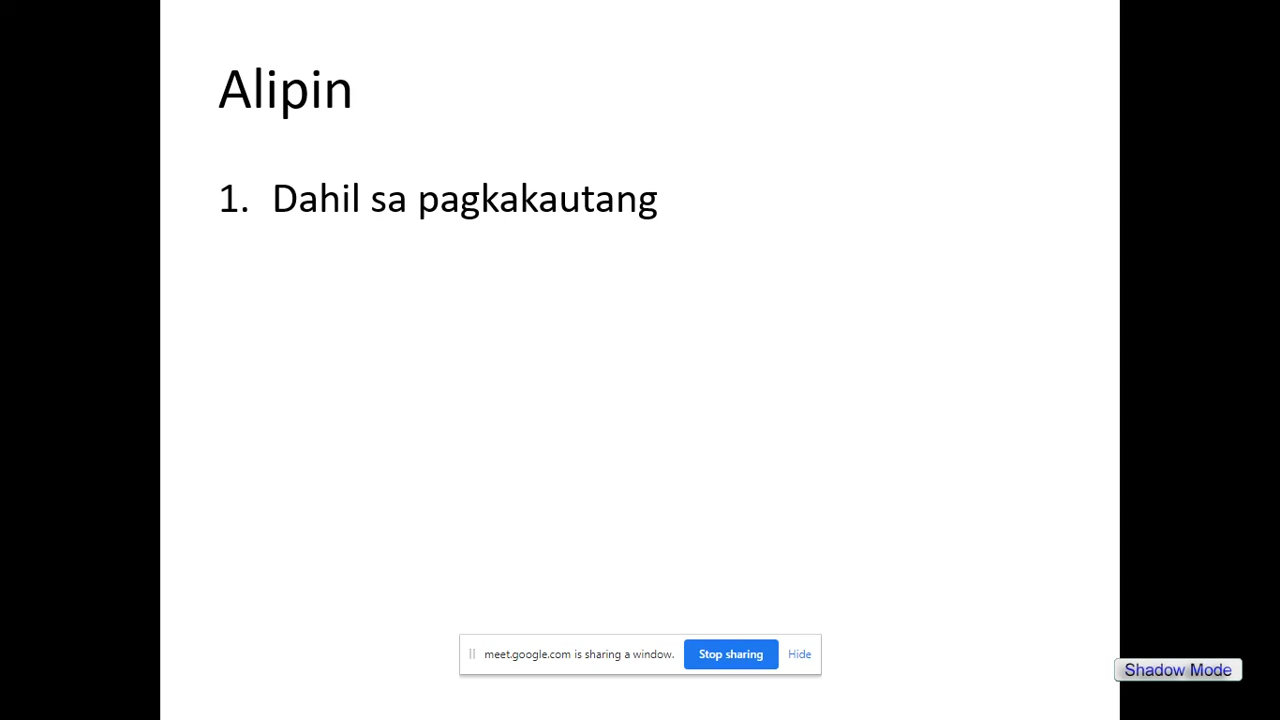 Alipin
1. Dahil sa pagkakautang
meet.google.com is sharing a window. Stop sharing Hide
Shadow Mode